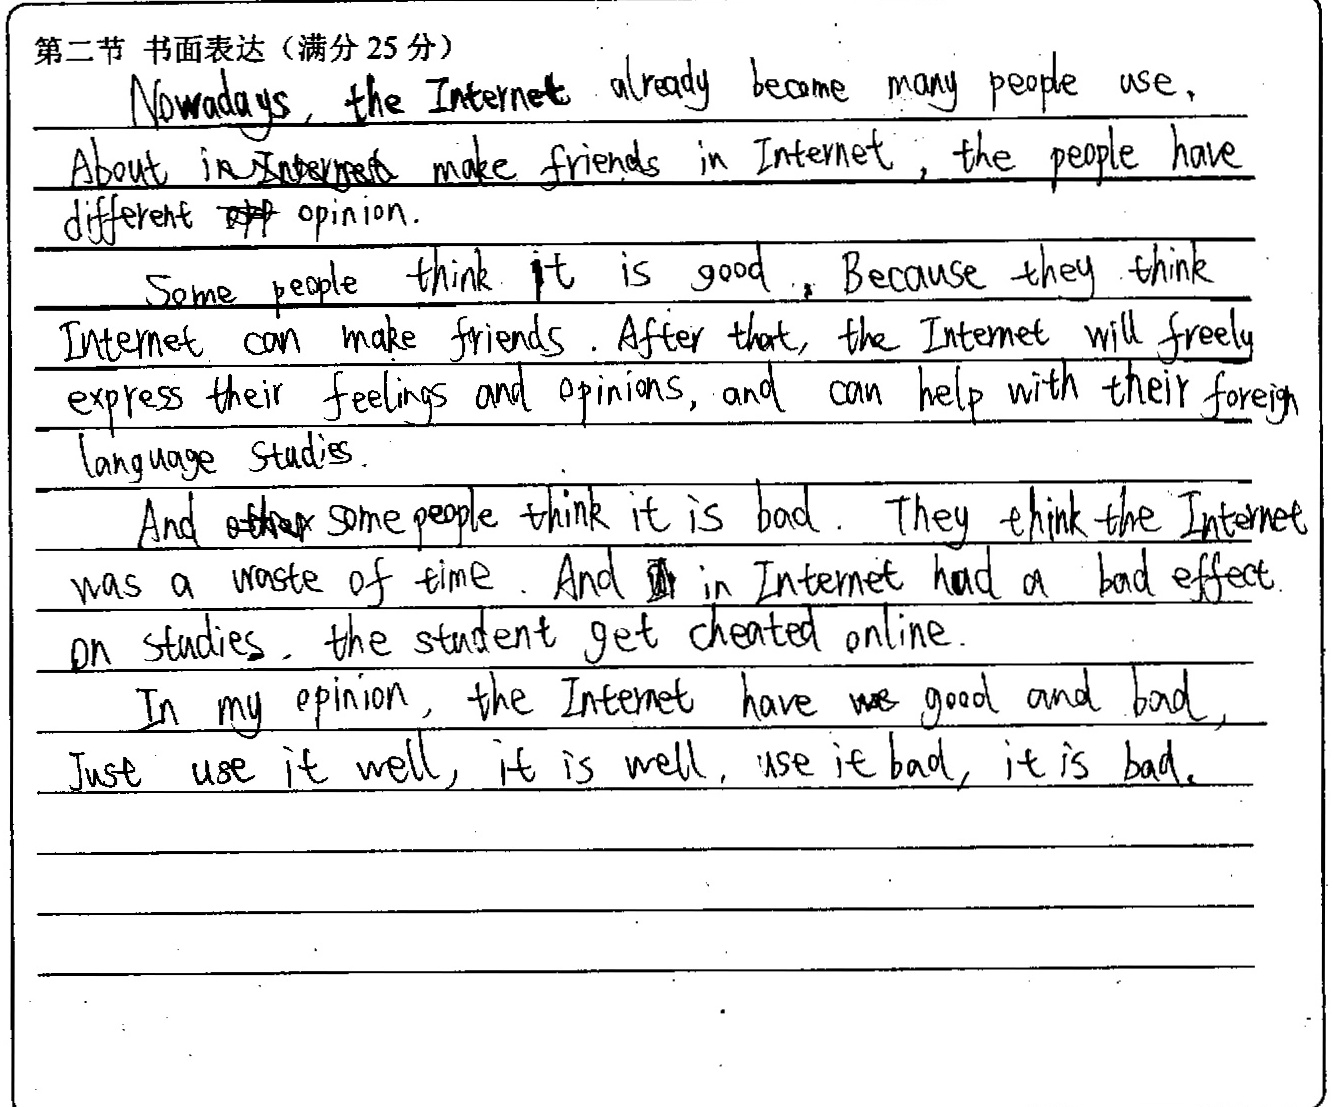 第二节 书面表达（满分 25 分）
Nowadays, the Internet already become many people use.
About in Internet make friends in Internet, the people have
different opinion.
Some people think it is good. Because they think
Internet can make friends. After that, the Internet will freely
express their feelings and opinions, and can help with their foreign
language studies.
And some people think it is bad. They think the Internet
was a waste of time. And in Internet had a bad effect
on studies. the student get cheated online.
In my opinion, the Internet have good and bad,
Just use it well, it is well. use it bad, it is bad.